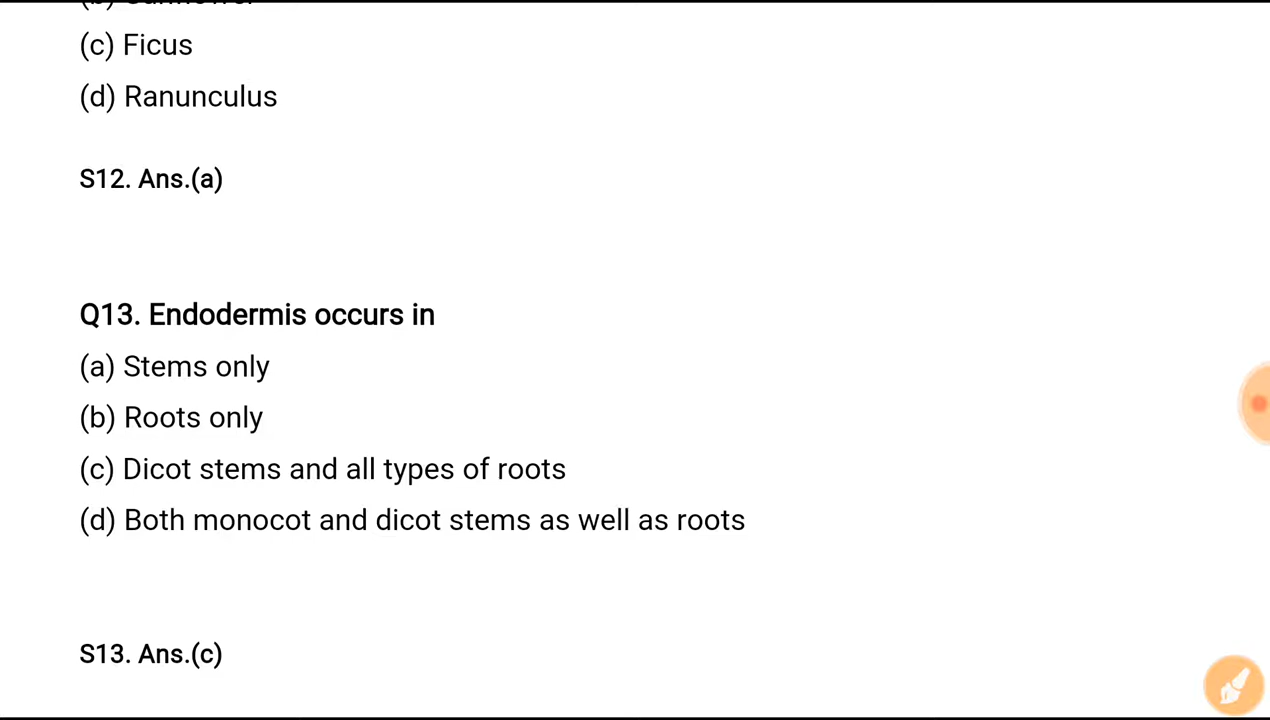 (c) Ficus
(d) Ranunculus
S12. Ans.(a)
Q13. Endodermis occurs in
(a) Stems only
(b) Roots only
(c) Dicot stems and all types of roots
(d) Both monocot and dicot stems as well as roots
S13. Ans.(c)